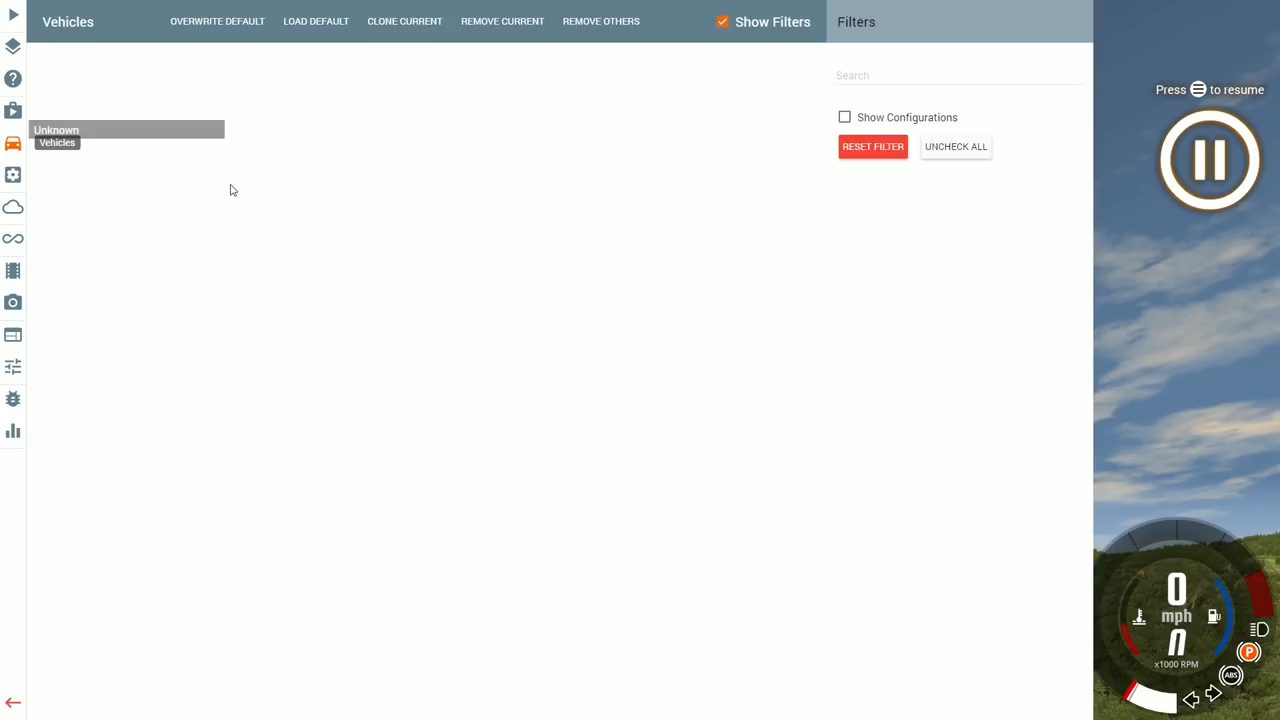 Vehicles
OVERWRITE DEFAULT
LOAD DEFAULT
CLONE CURRENT
REMOVE CURRENT
REMOVE OTHERS
Show Filters
Filters
Search
Press to resume
Show Configurations
Unknown
Vehicles
RESET FILTER
UNCHECK ALL
0
mph
n
x1000 RPM
P
ABS